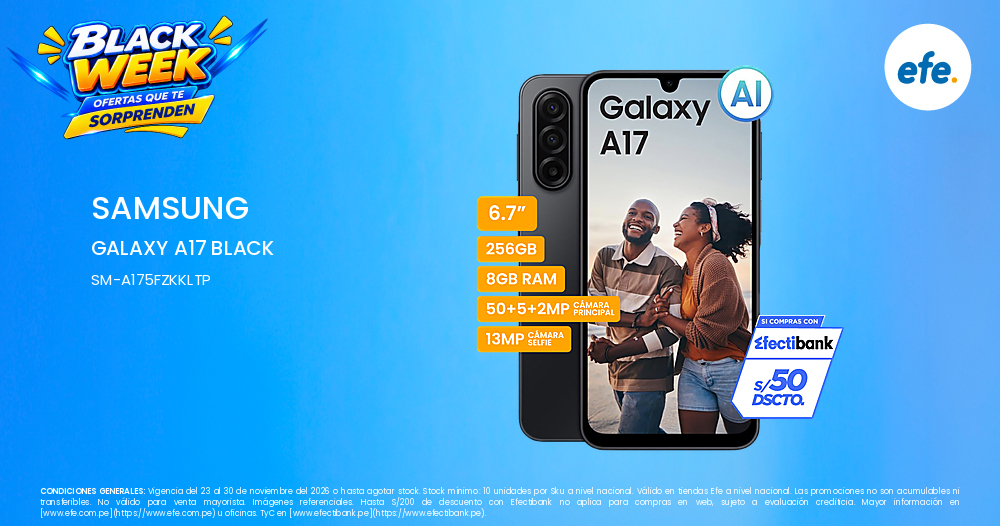 BLACK
WEEK
OFERTAS QUE TE
SORPRENDEN
efe.
Galaxy
A17
AI
SAMSUNG
GALAXY A17 BLACK
SM-A175FZKKLTP
6.7”
256GB
8GB RAM
50+5+2MP CÁMARA PRINCIPAL
13MP CÁMARA SELFIE
SI COMPRAS CON
Efectibank
S/50
DSCTO.
CONDICIONES GENERALES: Vigencia del 23 al 30 de noviembre del 2026 o hasta agotar stock. Stock minimo: 10 unidades por Sku a nivel nacional. Válido en tiendas Efe a nivel nacional. Las promociones no son acumulables ni
transferibles. No válido para venta mayorista. Imágenes referenciales. Hasta S/200 de descuento con Efectibank no aplica para compras en web, sujeto a evaluación crediticia. Mayor información en
[www.efe.com.pe](https://www.efe.com.pe) u oficinas. TyC en [www.efectibank.pe](https://www.efectibank.pe).